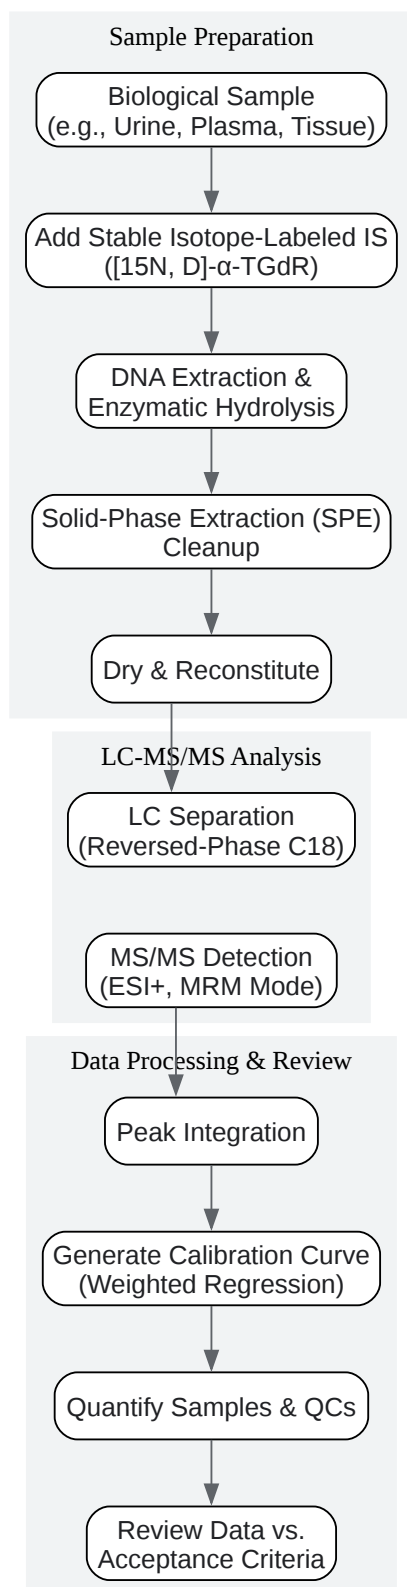 Sample Preparation
Biological Sample
(e.g., Urine, Plasma, Tissue)
Add Stable Isotope-Labeled IS
([15N, D]-α-TGdR)
DNA Extraction &
Enzymatic Hydrolysis
Solid-Phase Extraction (SPE)
Cleanup
Dry & Reconstitute
LC-MS/MS Analysis
LC Separation
(Reversed-Phase C18)
MS/MS Detection
(ESI+, MRM Mode)
Data Processing & Review
Peak Integration
Generate Calibration Curve
(Weighted Regression)
Quantify Samples & QCs
Review Data vs.
Acceptance Criteria